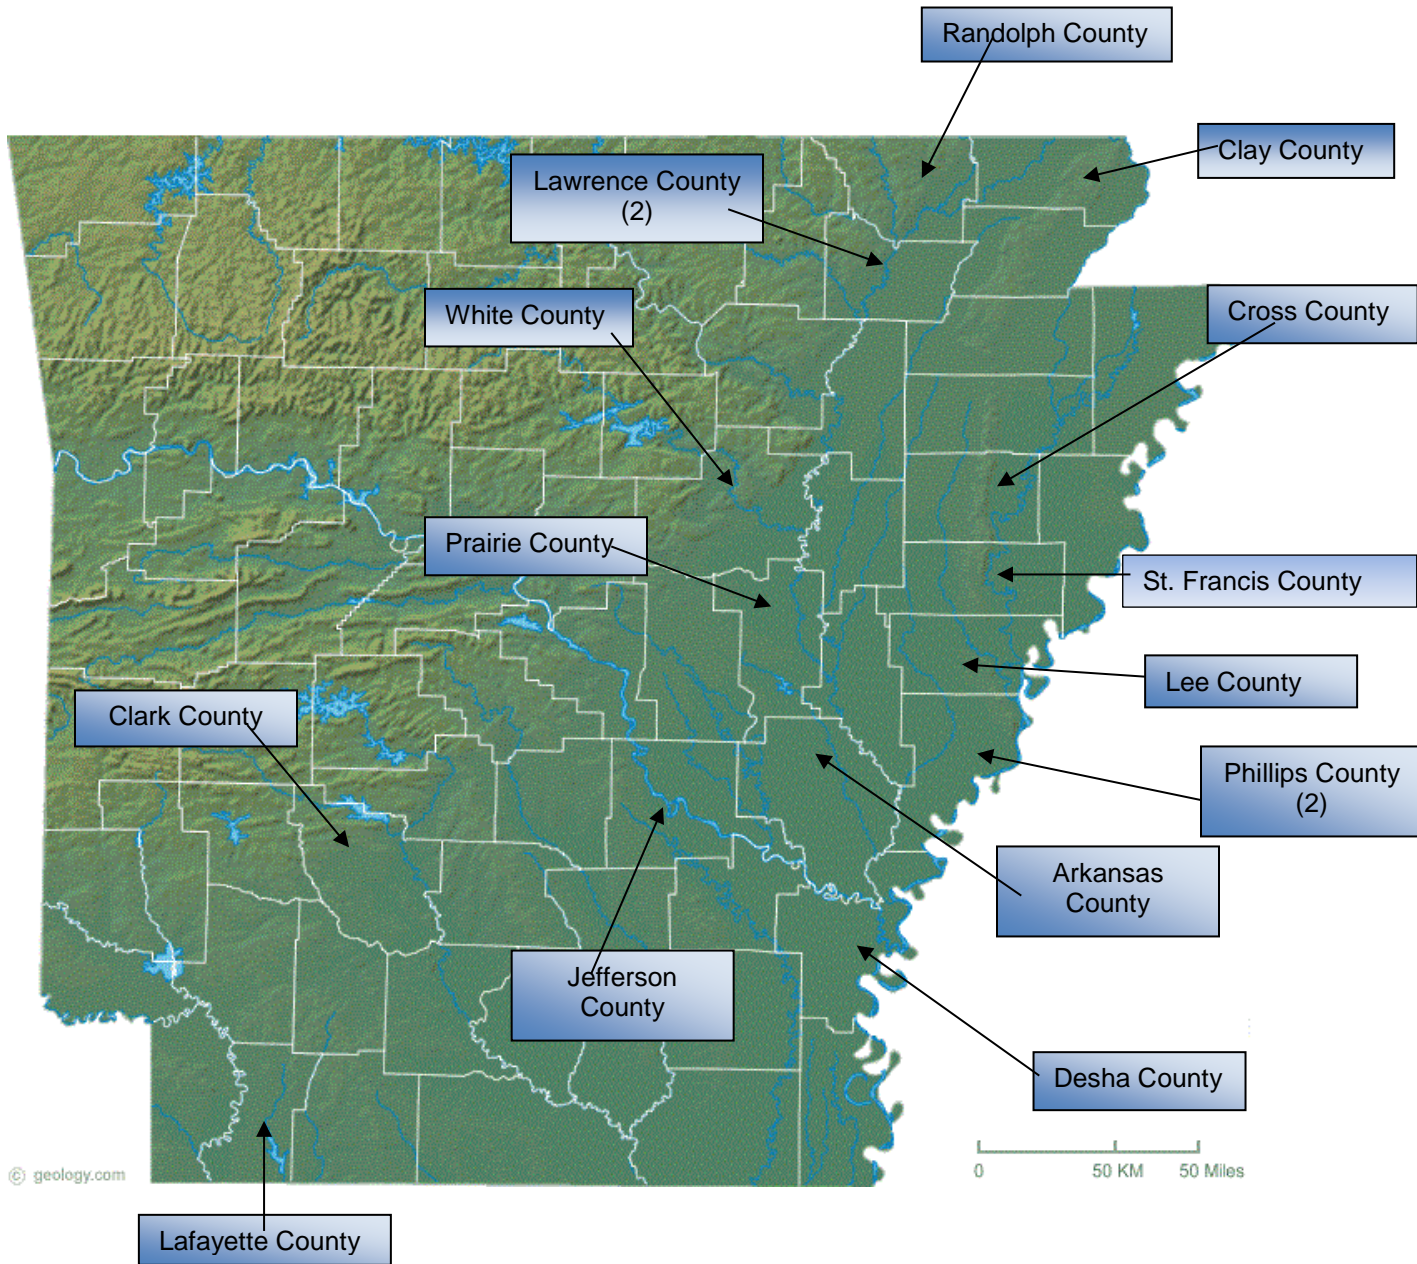 Randolph County
Clay County
Lawrence County
(2)
White County
Cross County
Prairie County
St. Francis County
Lee County
Clark County
Phillips County
(2)
Arkansas
County
Jefferson
County
Desha County
0 50 KM 50 Miles
© geology.com
Lafayette County